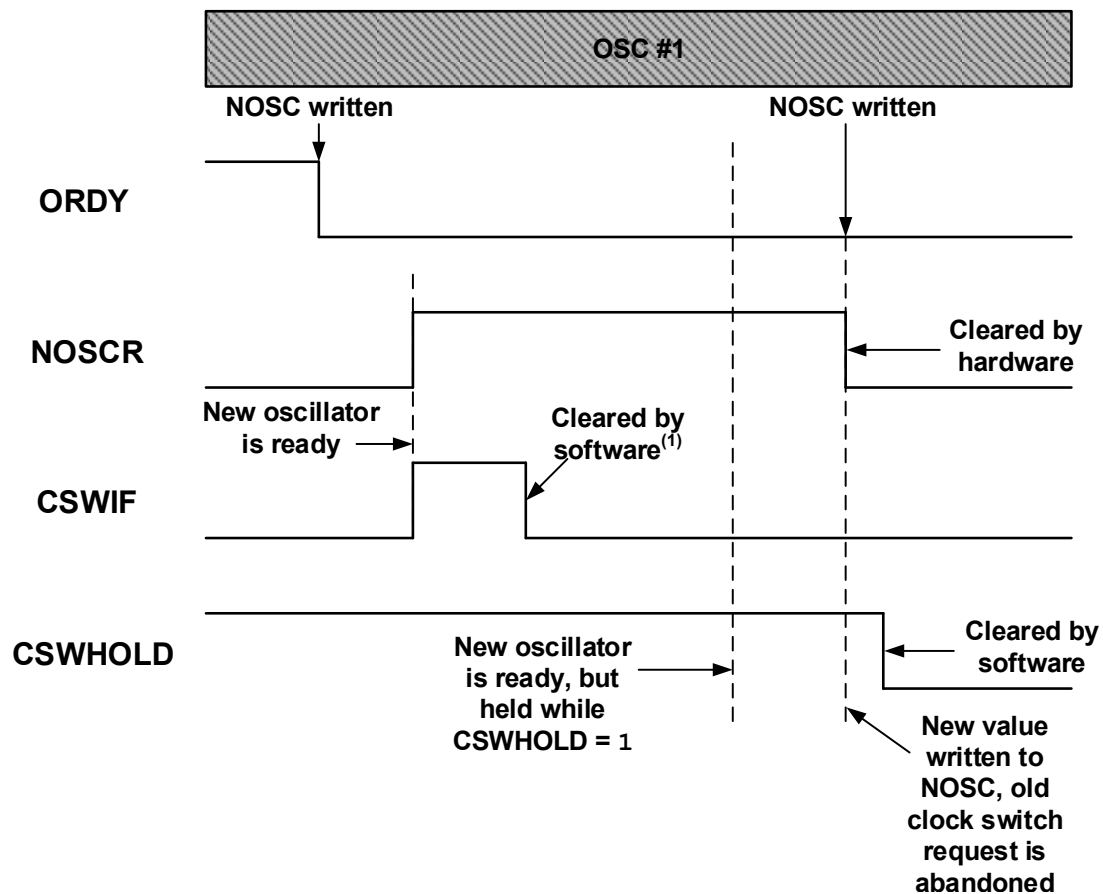 OSC #1
NOSC written
NOSC written
ORDY
NOSCR
Cleared by
hardware
New oscillator
is ready
Cleared by
software(1)
CSWIF
CSWHOLD
New oscillator
is ready, but
held while
CSWHOLD = 1
Cleared by
software
New value
written to
NOSC, old
clock switch
request is
abandoned